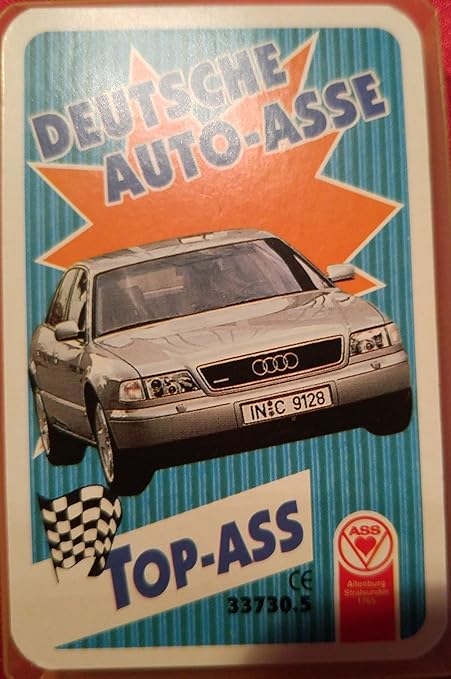 DEUTSCHE
AUTO-ASSE
IN:C 9128
TOP-ASS
CE
33730.5
ASS
Altenburg
Stralsunder
1765